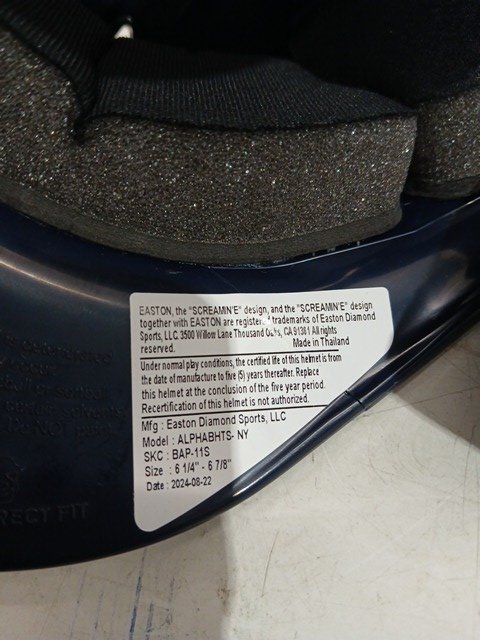 EASTON, the "SCREAMIN'E" design, and the "SCREAMIN'E" design
together with EASTON are trademarks of Easton Diamond
Sports, LLC. 3500 Willow Lane Thousand Oaks, CA 91361 All rights
reserved. Made in Thailand
Under normal play conditions, the certified life of this helmet is from
the date of manufacture to five (5) years thereafter. Replace
this helmet at the conclusion of the five year period.
Recertification of this helmet is not authorized.
Mfg : Easton Diamond Sports, LLC
Model : ALPHABHTS- NY
SKC : BAP-11S
Size : 6 1/4" - 6 7/8"
Date : 2024-08-22
RECT FIT